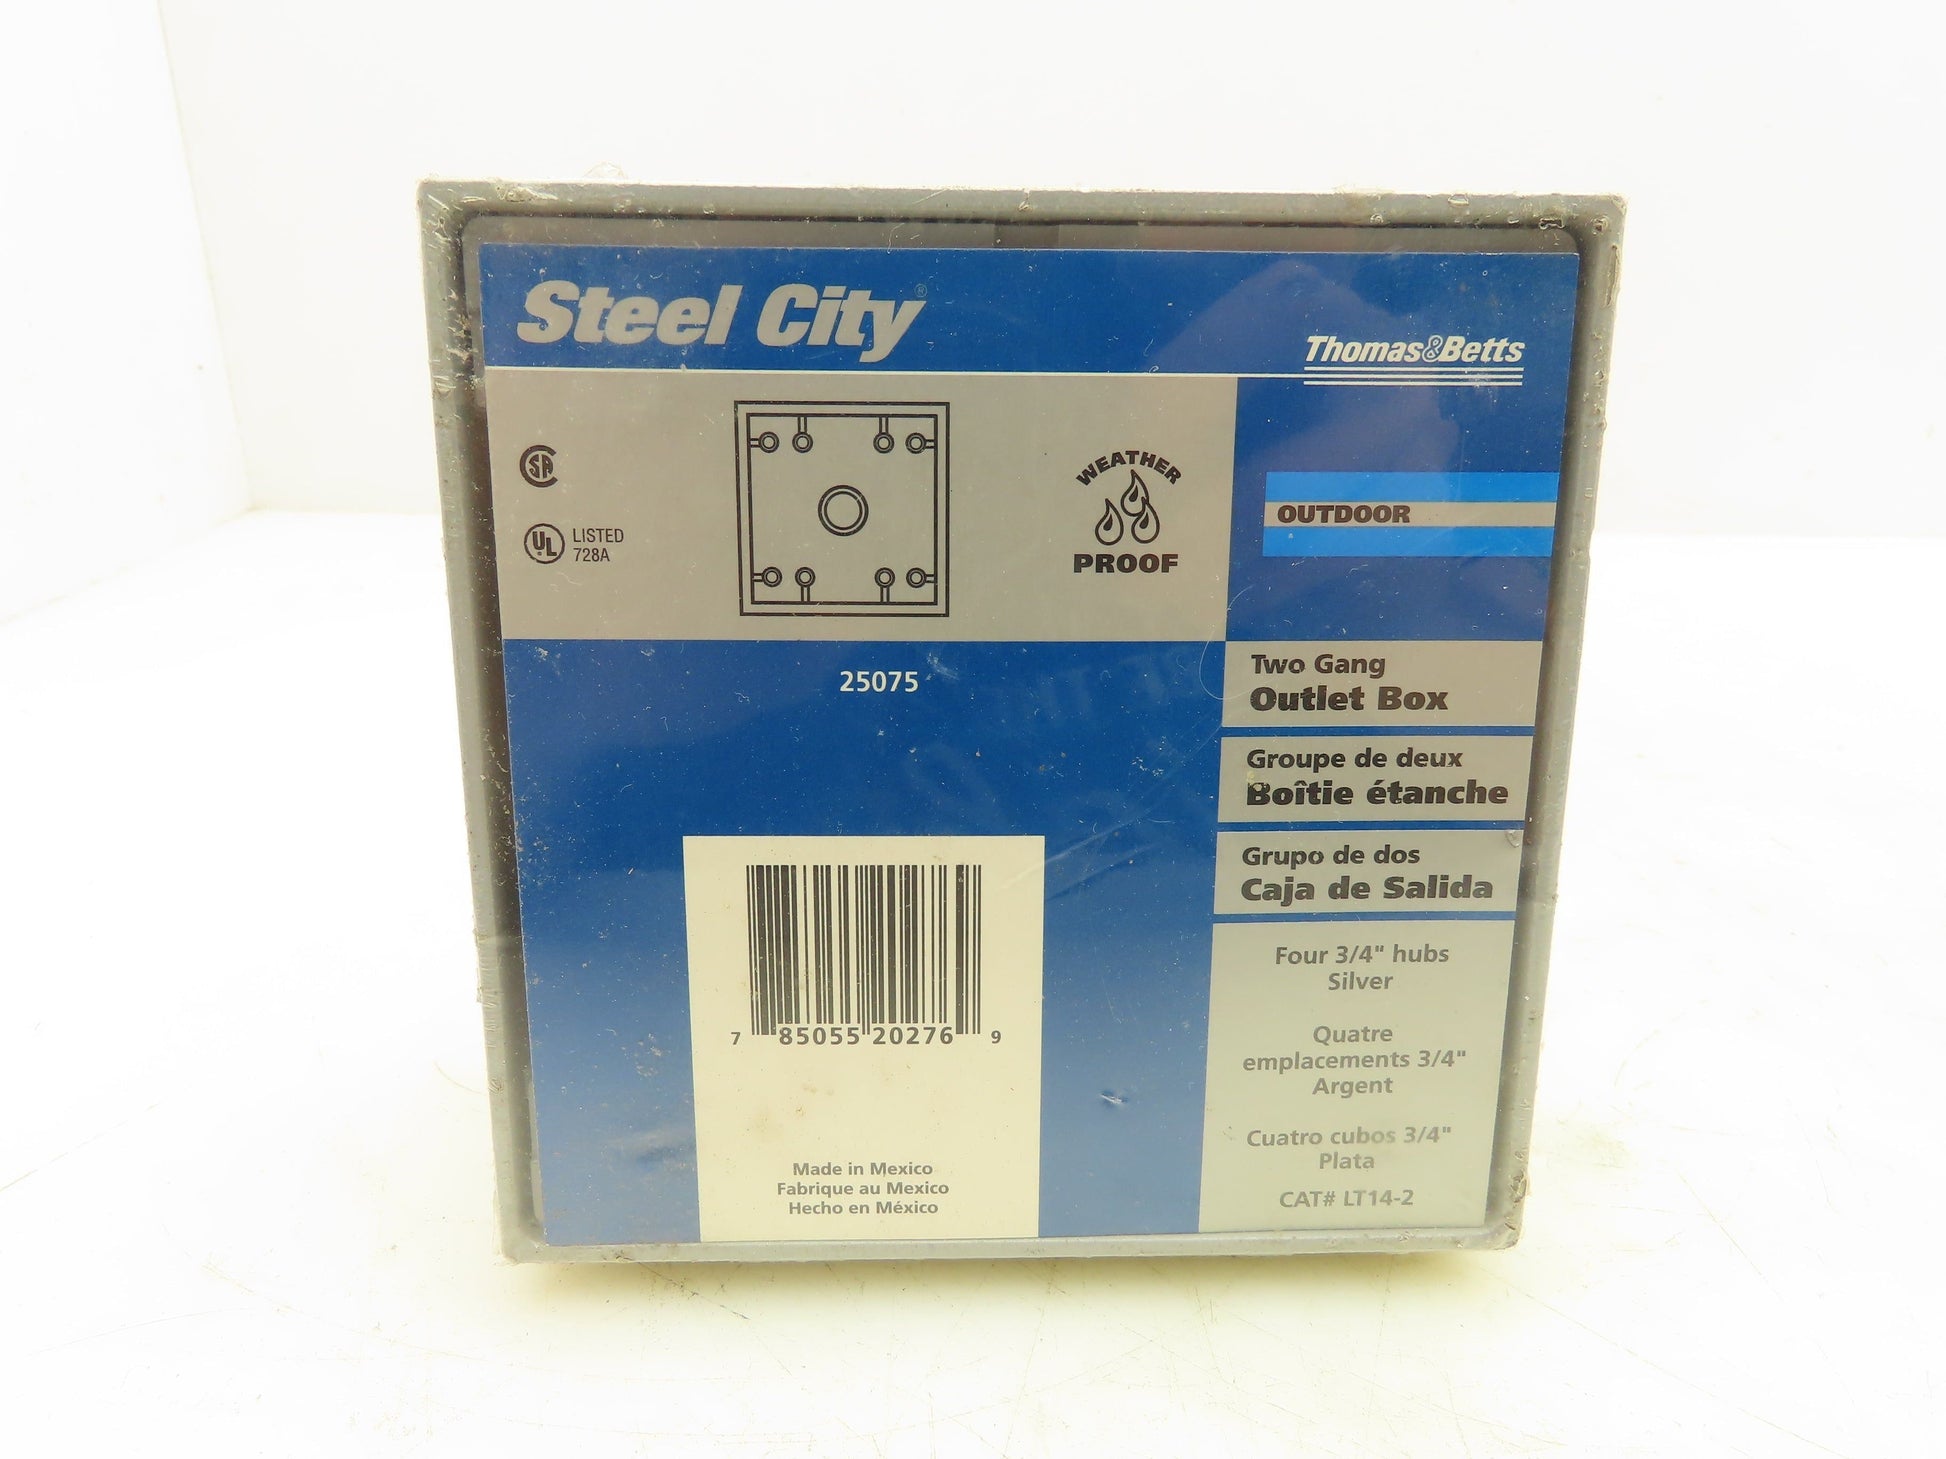 Steel City®
Thomas&Betts
SA
UL LISTED
728A
WEATHER
PROOF
OUTDOOR
25075
Two Gang
Outlet Box
Groupe de deux
Boîtie étanche
Grupo de dos
Caja de Salida
Four 3/4" hubs
Silver
Quatre
emplacements 3/4"
Argent
Cuatro cubos 3/4"
Plata
CAT# LT14-2
7 85055 20276 9
Made in Mexico
Fabrique au Mexico
Hecho en México